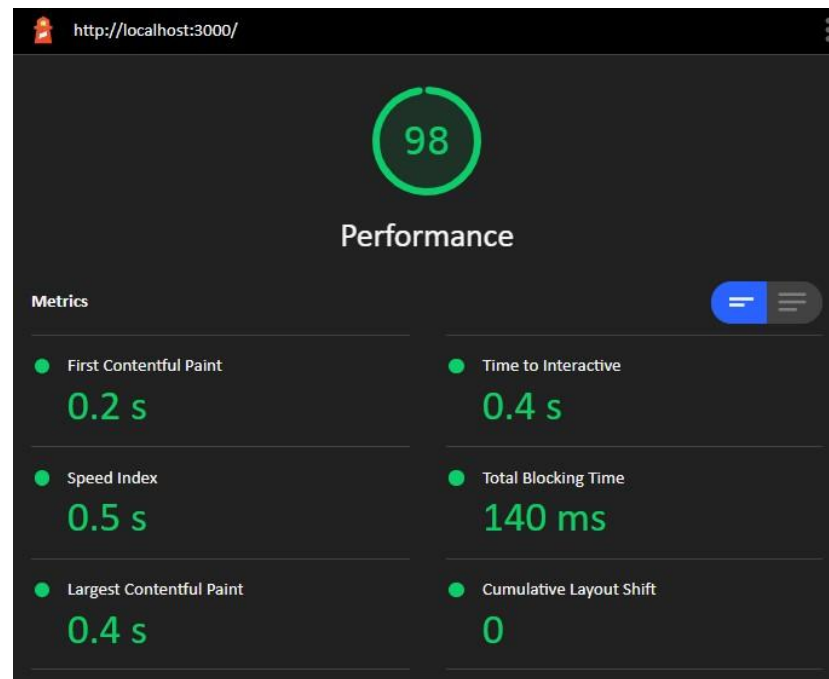 http://localhost:3000/
98
Performance
Metrics
First Contentful Paint
0.2 s
Time to Interactive
0.4 s
Speed Index
0.5 s
Total Blocking Time
140 ms
Largest Contentful Paint
0.4 s
Cumulative Layout Shift
0